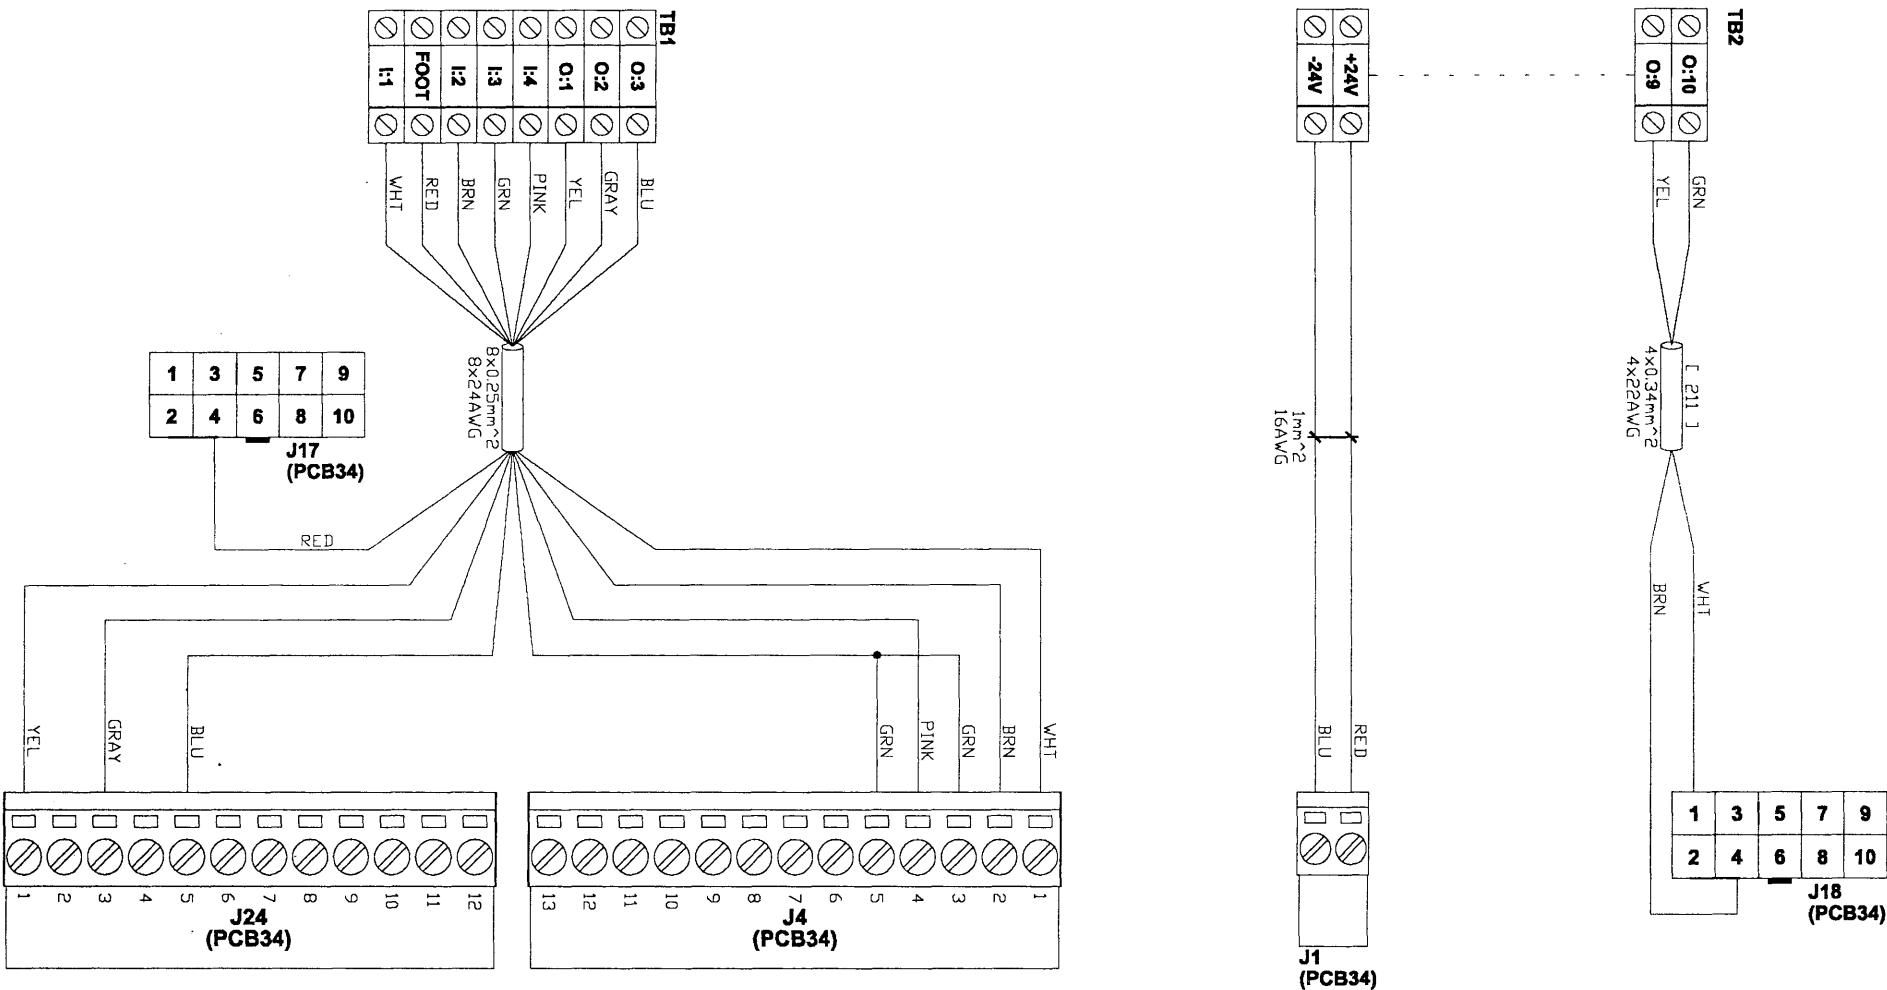 TB1
I:1 FOOT I:2 I:3 I:4 O:1 O:2 O:3
WHT RED BRN GRN PINK YEL GRAY BLU
8x0.25mm^2
8x24AWG
1 3 5 7 9
2 4 6 8 10
J17
(PCB34)
RED
YEL GRAY BLU
GRN PINK GRN BRN WHT
1 2 3 4 5 6 7 8 9 10 11 12
J24
(PCB34)
13 12 11 10 9 8 7 6 5 4 3 2 1
J4
(PCB34)
-24V +24V
1mm^2
16AWG
BLU RED
J1
(PCB34)
TB2
O:9 O:10
YEL GRN
[ 211 ]
4x0.34mm^2
4x22AWG
BRN WHT
1 3 5 7 9
2 4 6 8 10
J18
(PCB34)